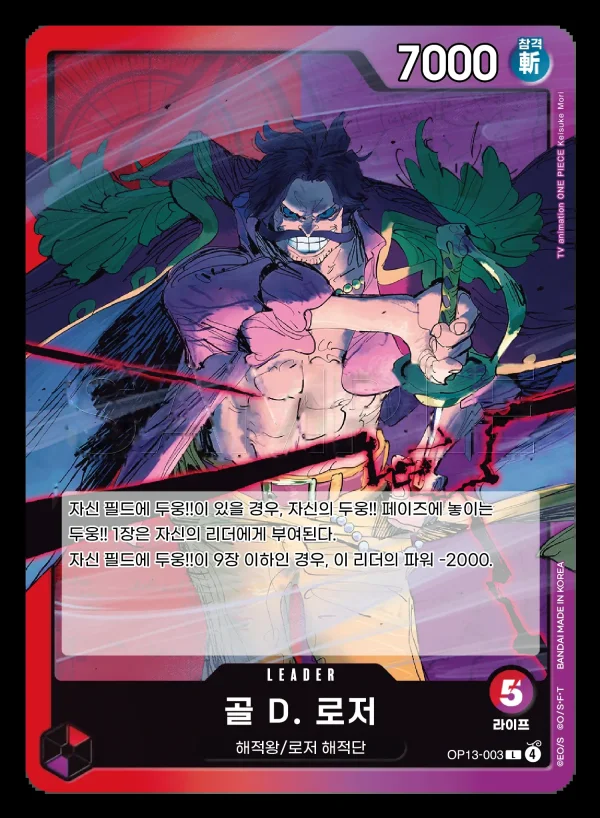 7000
참격
斬
TV animation ONE PIECE Keisuke Mori
SAMPLE
자신 필드에 두웅!!이 있을 경우, 자신의 두웅!! 페이즈에 놓이는
두웅!! 1장은 자신의 리더에게 부여된다.
자신 필드에 두웅!!이 9장 이하인 경우, 이 리더의 파워 -2000.
LEADER
골 D. 로저
해적왕/로저 해적단
5
라이프
OP13-003 L 4
©EO/S ©O/S·F·T BANDAI MADE IN KOREA